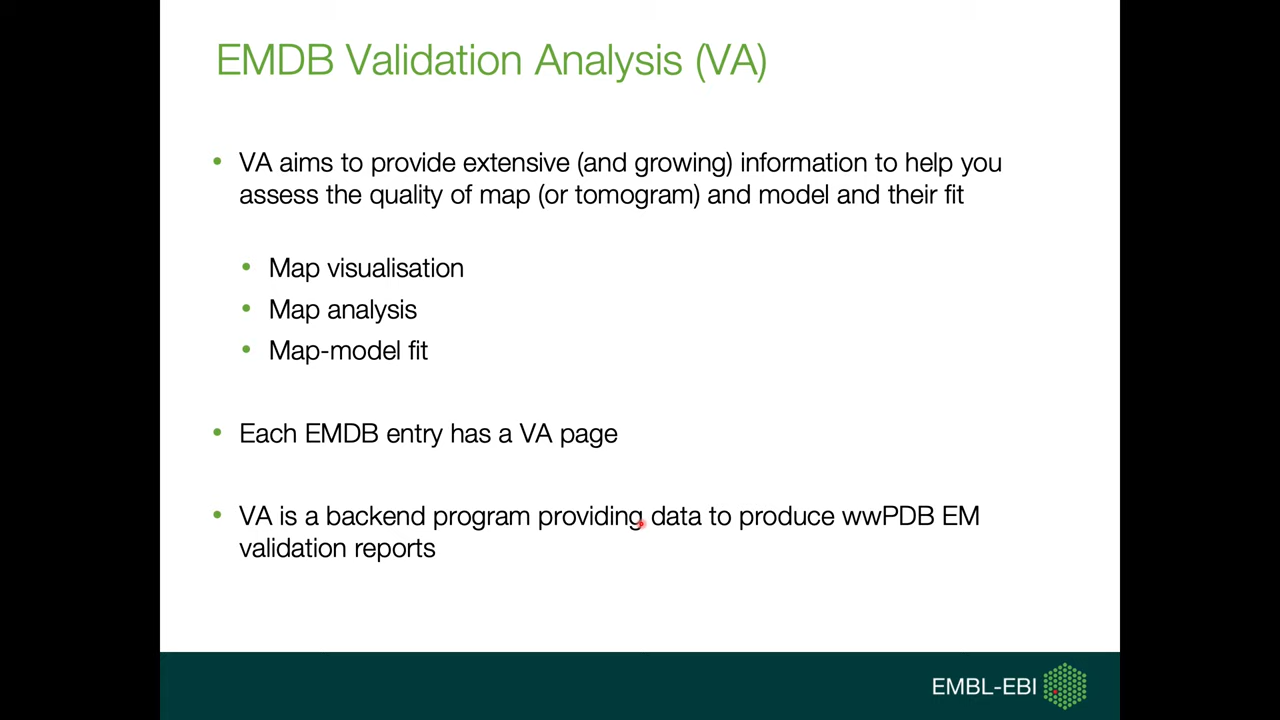 EMDB Validation Analysis (VA)
• VA aims to provide extensive (and growing) information to help you
assess the quality of map (or tomogram) and model and their fit
• Map visualisation
• Map analysis
• Map-model fit
• Each EMDB entry has a VA page
• VA is a backend program providing data to produce wwPDB EM
validation reports
EMBL-EBI